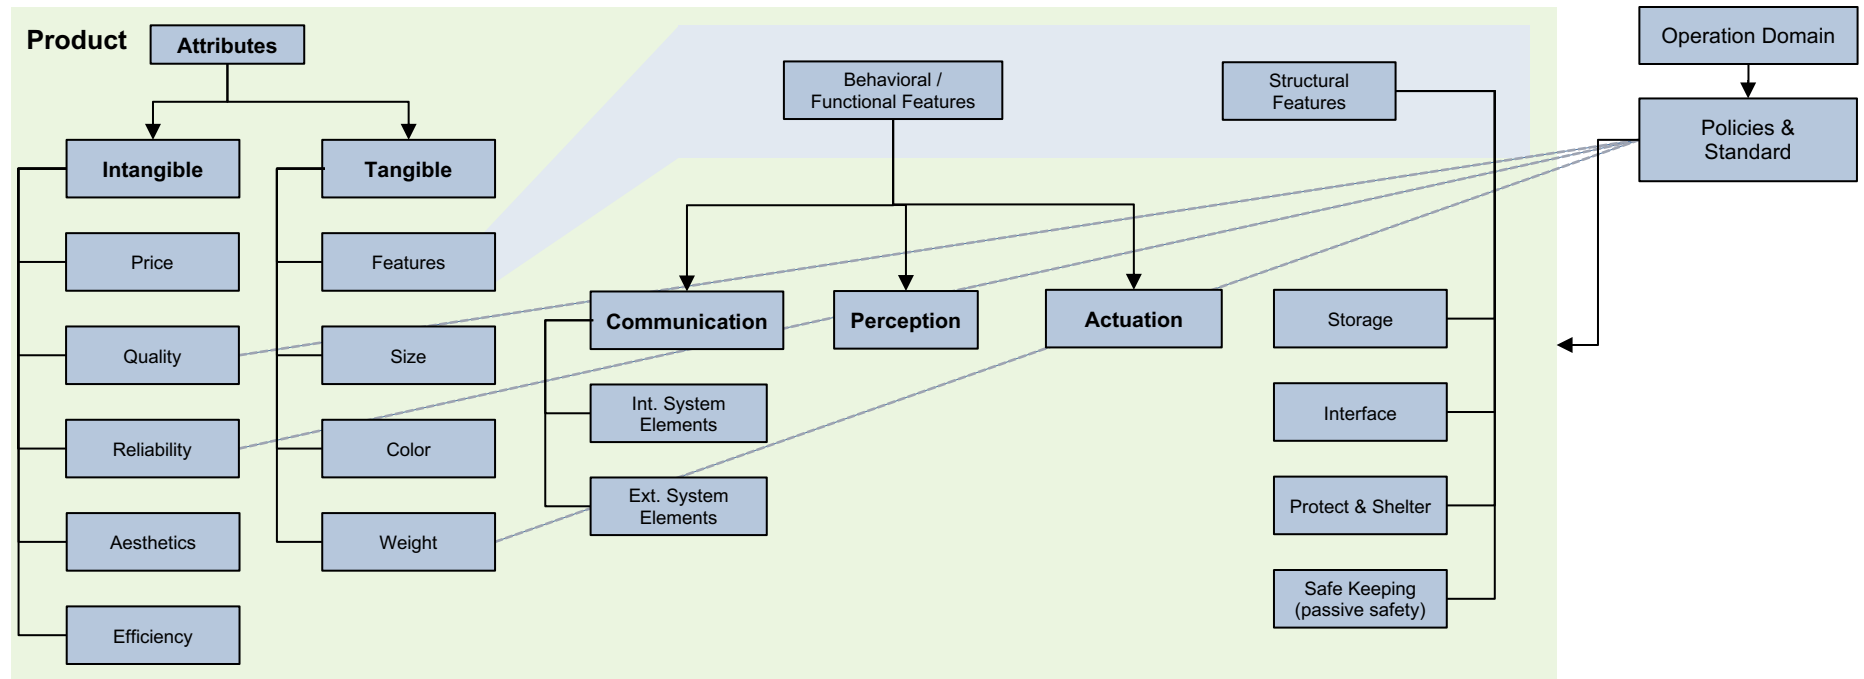 Product
Attributes
Intangible
Price
Quality
Reliability
Aesthetics
Efficiency
Tangible
Features
Size
Color
Weight
Behavioral /
Functional Features
Communication
Int. System
Elements
Ext. System
Elements
Perception
Actuation
Structural
Features
Storage
Interface
Protect & Shelter
Safe Keeping
(passive safety)
Operation Domain
Policies &
Standard